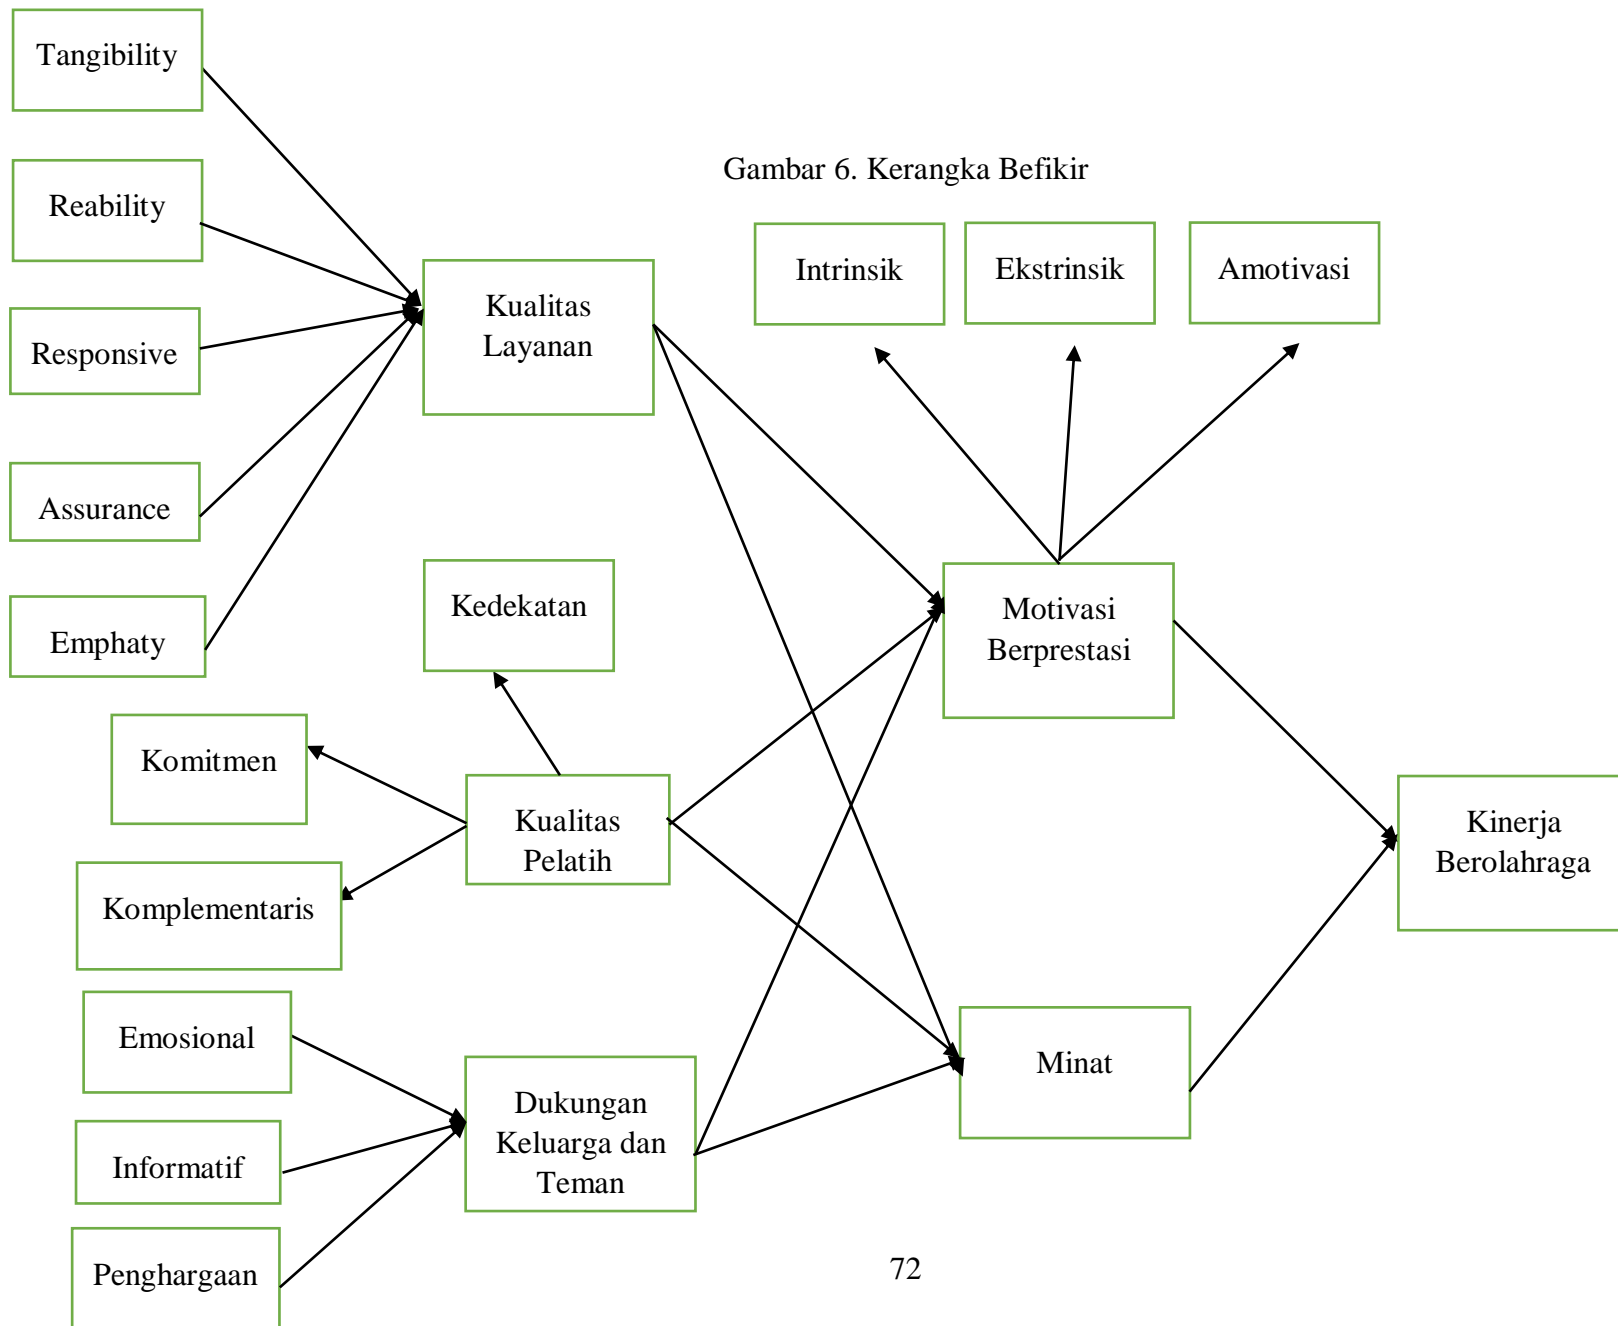 Tangibility
Gambar 6. Kerangka Befikir
Reability
Intrinsik
Ekstrinsik
Amotivasi
Kualitas
Layanan
Responsive
Assurance
Kedekatan
Motivasi
Berprestasi
Emphaty
Komitmen
Kualitas
Pelatih
Kinerja
Berolahraga
Komplementaris
Emosional
Minat
Dukungan
Keluarga dan
Teman
Informatif
Penghargaan
72